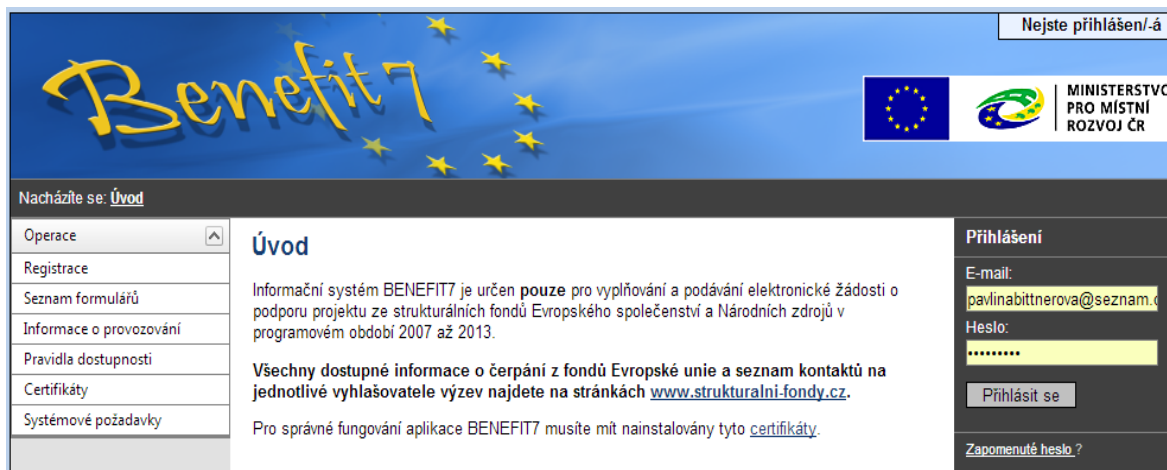 Nejste přihlášen/-á
Benefit7
MINISTERSTVO
PRO MÍSTNÍ
ROZVOJ ČR
Nacházíte se: Úvod
Operace
Registrace
Seznam formulářů
Informace o provozování
Pravidla dostupnosti
Certifikáty
Systémové požadavky
Úvod
Informační systém BENEFIT7 je určen pouze pro vyplňování a podávání elektronické žádosti o
podporu projektu ze strukturálních fondů Evropského společenství a Národních zdrojů v
programovém období 2007 až 2013.
Všechny dostupné informace o čerpání z fondů Evropské unie a seznam kontaktů na
jednotlivé vyhlašovatele výzev najdete na stránkách www.strukturalni-fondy.cz.
Pro správné fungování aplikace BENEFIT7 musíte mít nainstalovány tyto certifikáty.
Přihlášení
E-mail:
pavlinabittnerova@seznam.c
Heslo:
•••••••••
Přihlásit se
Zapomenuté heslo ?